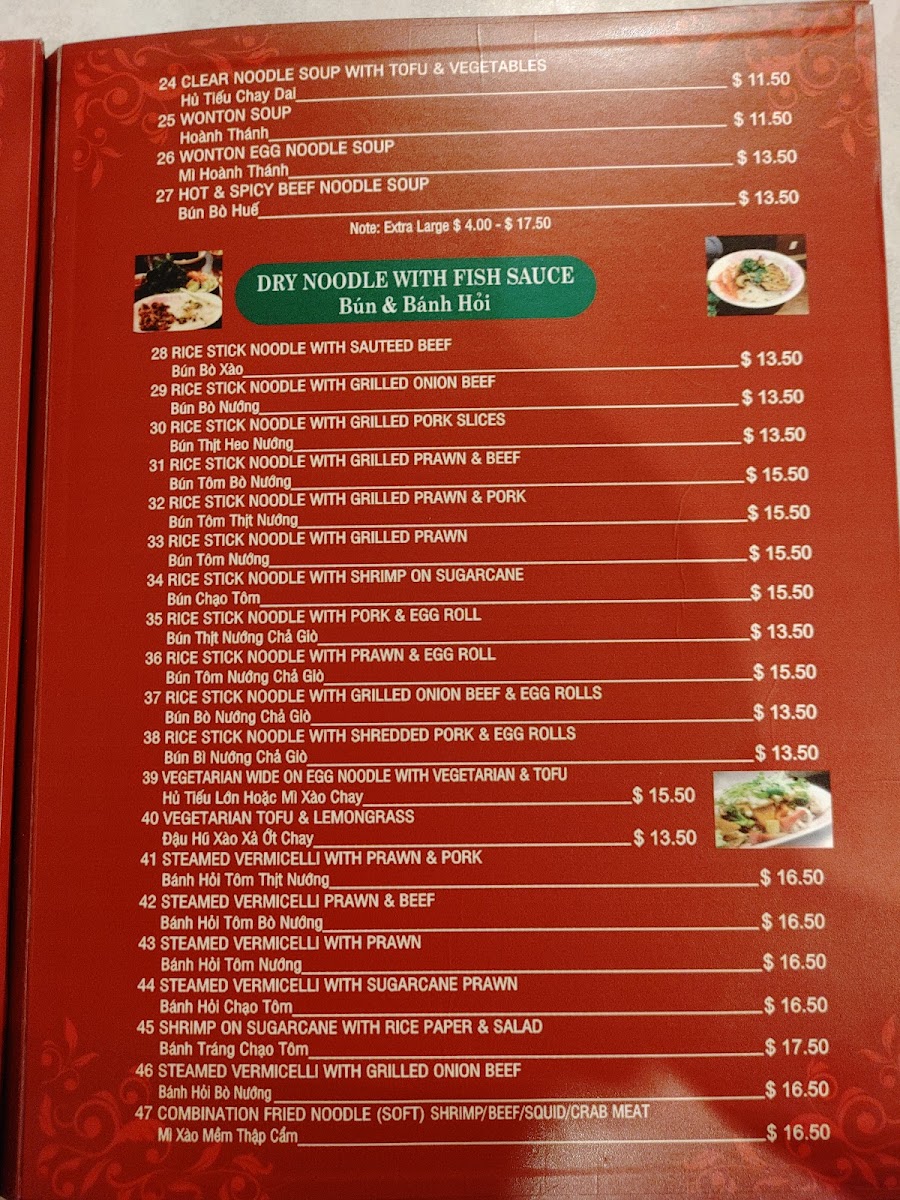 24 CLEAR NOODLE SOUP WITH TOFU & VEGETABLES
Hủ Tiếu Chay Dai $ 11.50
25 WONTON SOUP
Hoành Thánh $ 11.50
26 WONTON EGG NOODLE SOUP
Mì Hoành Thánh $ 13.50
27 HOT & SPICY BEEF NOODLE SOUP
Bún Bò Huế $ 13.50
Note: Extra Large $ 4.00 - $ 17.50
DRY NOODLE WITH FISH SAUCE
Bún & Bánh Hỏi
28 RICE STICK NOODLE WITH SAUTEED BEEF
Bún Bò Xào $ 13.50
29 RICE STICK NOODLE WITH GRILLED ONION BEEF
Bún Bò Nướng $ 13.50
30 RICE STICK NOODLE WITH GRILLED PORK SLICES
Bún Thịt Heo Nướng $ 13.50
31 RICE STICK NOODLE WITH GRILLED PRAWN & BEEF
Bún Tôm Bò Nướng $ 15.50
32 RICE STICK NOODLE WITH GRILLED PRAWN & PORK
Bún Tôm Thịt Nướng $ 15.50
33 RICE STICK NOODLE WITH GRILLED PRAWN
Bún Tôm Nướng $ 15.50
34 RICE STICK NOODLE WITH SHRIMP ON SUGARCANE
Bún Chạo Tôm $ 15.50
35 RICE STICK NOODLE WITH PORK & EGG ROLL
Bún Thịt Nướng Chả Giò $ 13.50
36 RICE STICK NOODLE WITH PRAWN & EGG ROLL
Bún Tôm Nướng Chả Giò $ 15.50
37 RICE STICK NOODLE WITH GRILLED ONION BEEF & EGG ROLLS
Bún Bò Nướng Chả Giò $ 13.50
38 RICE STICK NOODLE WITH SHREDDED PORK & EGG ROLLS
Bún Bì Nướng Chả Giò $ 13.50
39 VEGETARIAN WIDE ON EGG NOODLE WITH VEGETARIAN & TOFU
Hủ Tiếu Lớn Hoặc Mì Xào Chay $ 15.50
40 VEGETARIAN TOFU & LEMONGRASS
Đậu Hũ Xào Xả Ớt Chay $ 13.50
41 STEAMED VERMICELLI WITH PRAWN & PORK
Bánh Hỏi Tôm Thịt Nướng $ 16.50
42 STEAMED VERMICELLI PRAWN & BEEF
Bánh Hỏi Tôm Bò Nướng $ 16.50
43 STEAMED VERMICELLI WITH PRAWN
Bánh Hỏi Tôm Nướng $ 16.50
44 STEAMED VERMICELLI WITH SUGARCANE PRAWN
Bánh Hỏi Chạo Tôm $ 16.50
45 SHRIMP ON SUGARCANE WITH RICE PAPER & SALAD
Bánh Tráng Chạo Tôm $ 17.50
46 STEAMED VERMICELLI WITH GRILLED ONION BEEF
Bánh Hỏi Bò Nướng $ 16.50
47 COMBINATION FRIED NOODLE (SOFT) SHRIMP/BEEF/SQUID/CRAB MEAT
Mì Xào Mềm Thập Cẩm $ 16.50